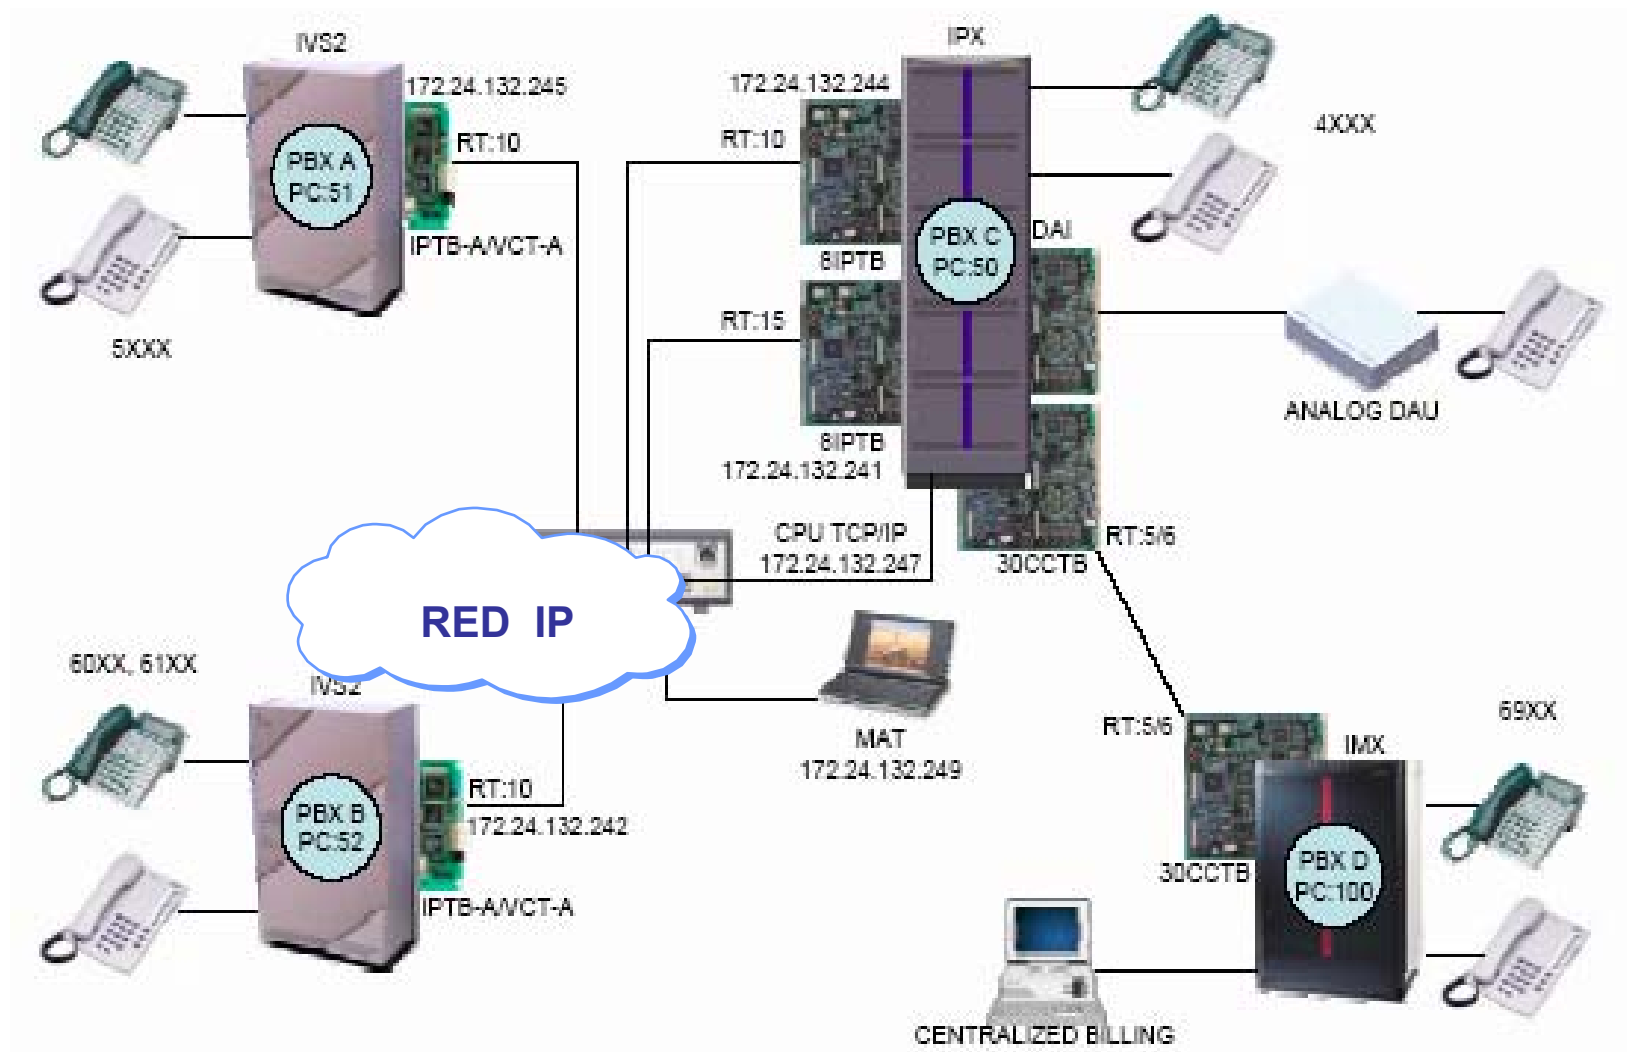 IVS2
172.24.132.245
RT:10
PBX A
PC:51
IPTB-A/VCT-A
5XXX
IPX
172.24.132.244
RT:10
8IPTB
PBX C
PC:50
DAI
4XXX
RT:15
8IPTB
172.24.132.241
ANALOG DAU
CPU TCP/IP
172.24.132.247
30CCTB
RT:5/6
RED IP
60XX, 61XX
IVS2
PBX B
PC:52
RT:10
172.24.132.242
IPTB-A/VCT-A
MAT
172.24.132.249
RT:5/6
IMX
69XX
30CCTB
PBX D
PC:100
CENTRALIZED BILLING